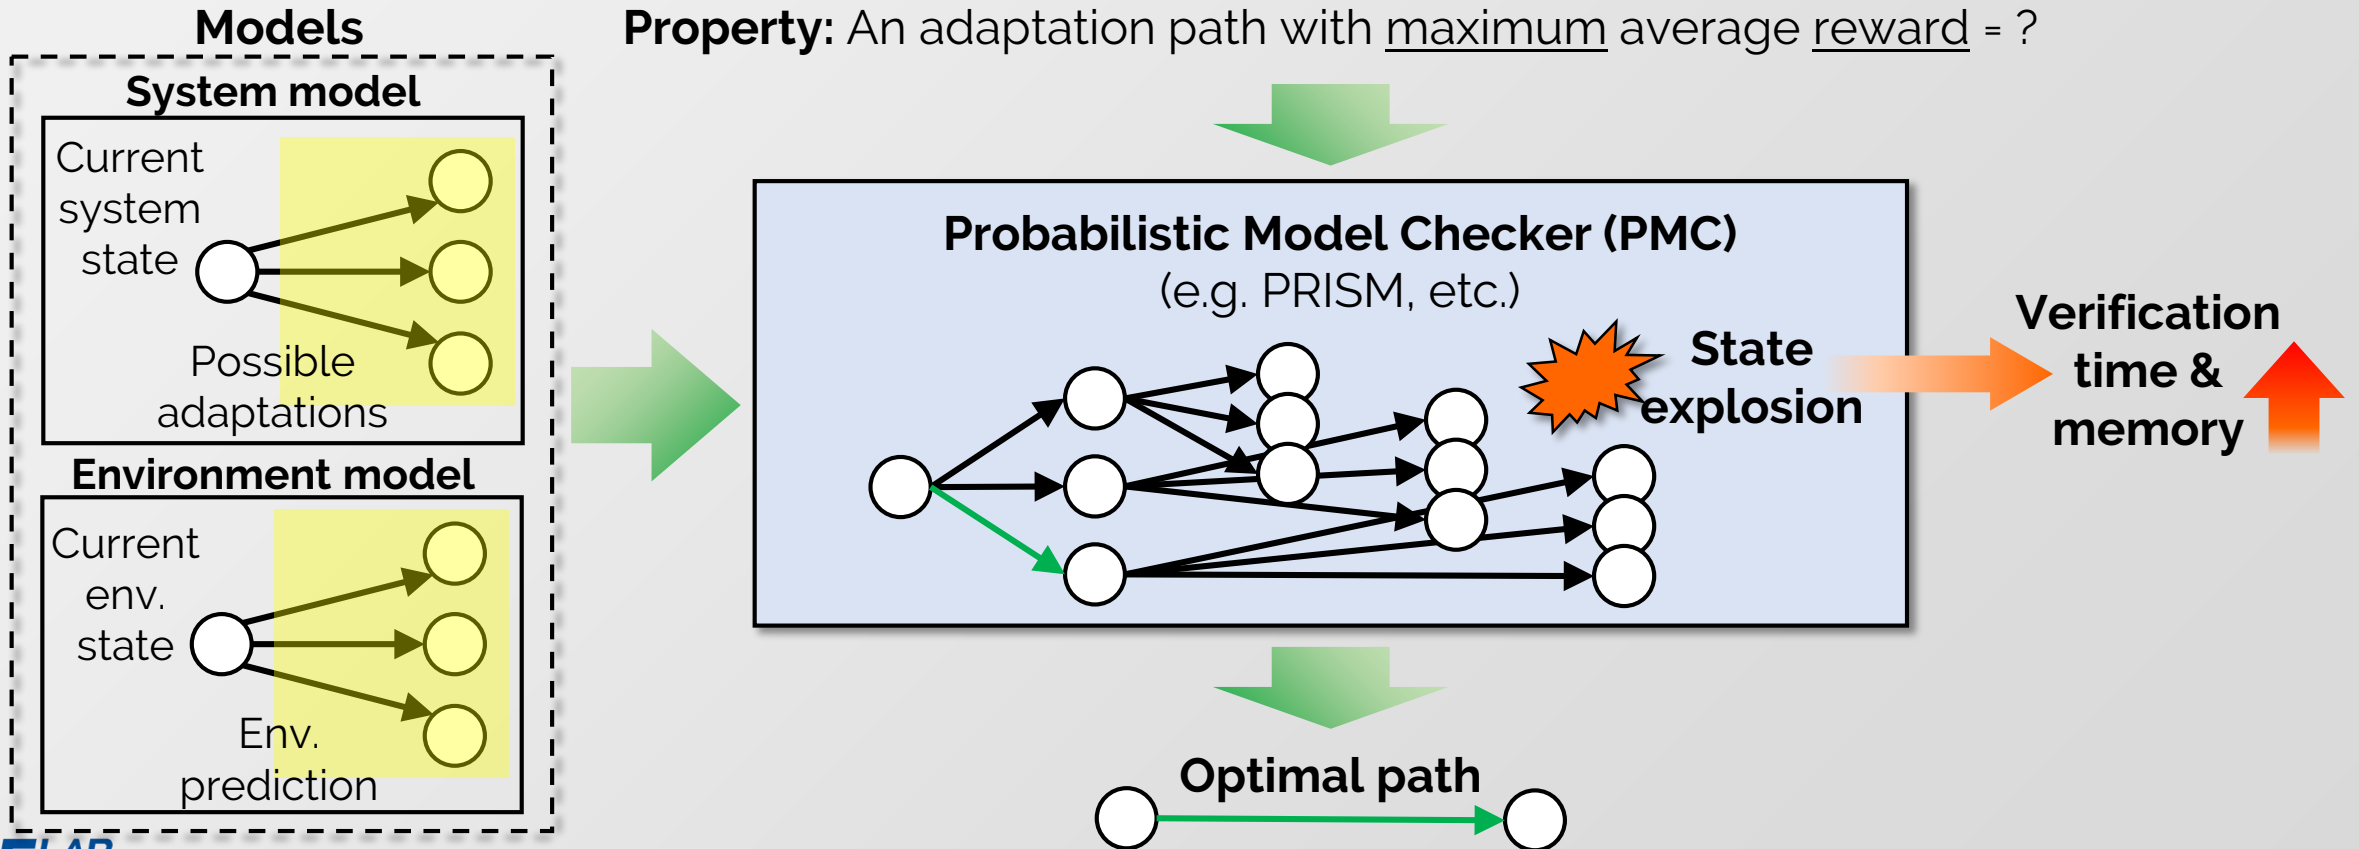 Models
Property: An adaptation path with maximum average reward = ?
System model
Current
system
state
Possible
adaptations
Environment model
Current
env.
state
Env.
prediction
Probabilistic Model Checker (PMC)
(e.g. PRISM, etc.)
State
explosion
Verification
time &
memory
Optimal path
LAB